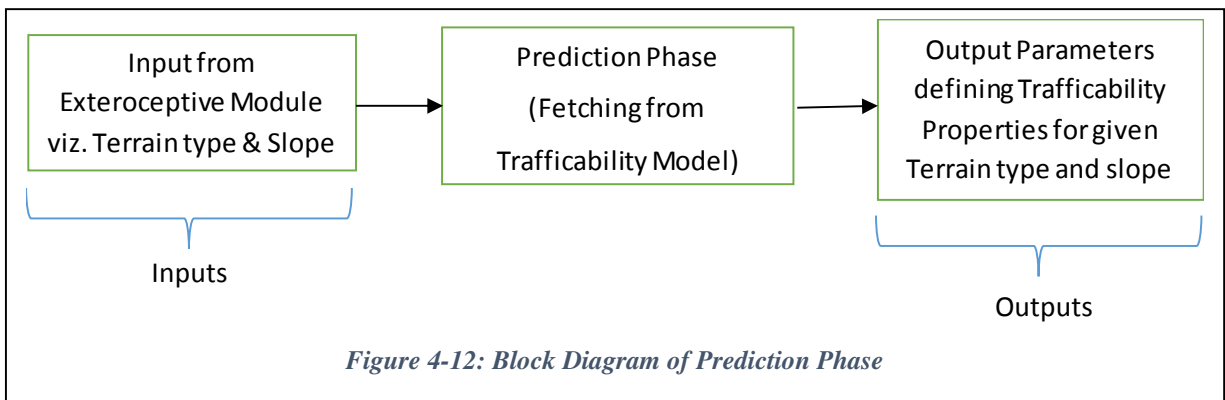 Input from
Exteroceptive Module
viz. Terrain type & Slope
Prediction Phase
(Fetching from
Trafficability Model)
Output Parameters
defining Trafficability
Properties for given
Terrain type and slope
Inputs
Outputs
Figure 4-12: Block Diagram of Prediction Phase